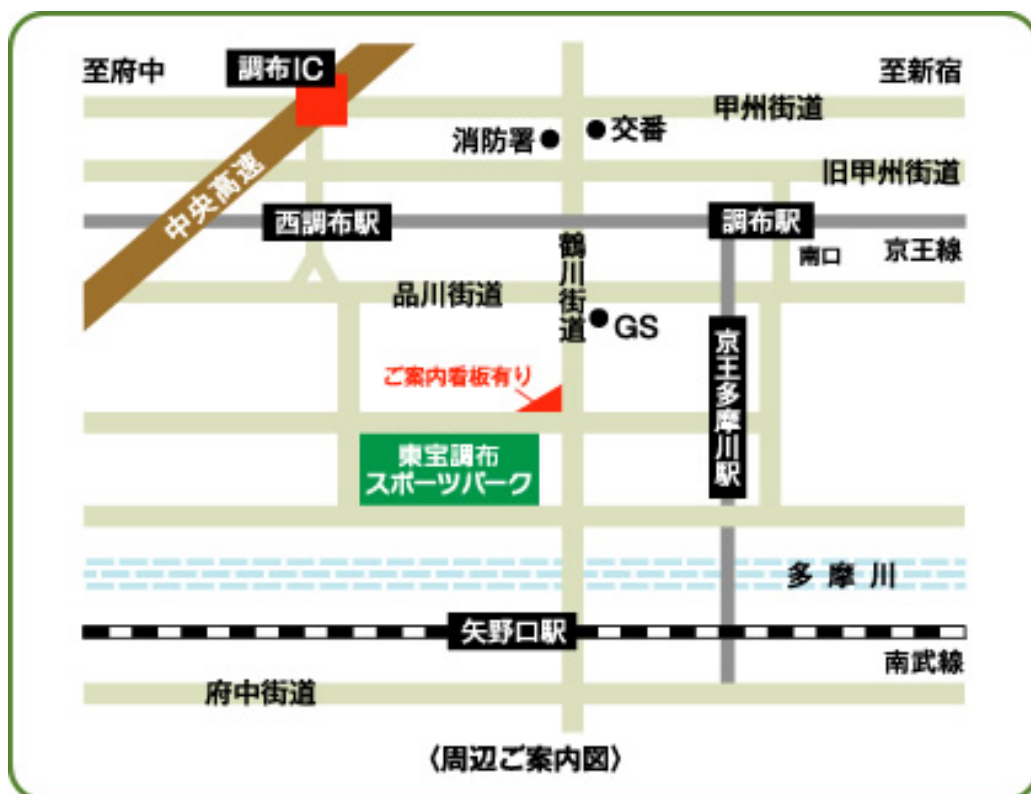 至府中
調布IC
至新宿
甲州街道
消防署
交番
中央高速
旧甲州街道
西調布駅
調布駅
鶴川街道
南口
京王線
品川街道
GS
京王多摩川駅
ご案内看板有り
東宝調布
スポーツパーク
多摩川
矢野口駅
南武線
府中街道
〈周辺ご案内図〉